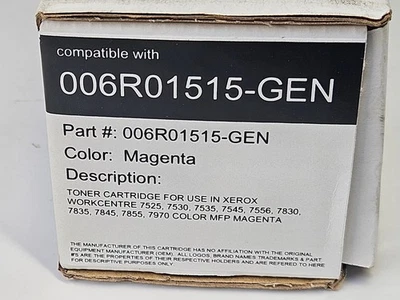 compatible with
006R01515-GEN
Part #: 006R01515-GEN
Color: Magenta
Description:
TONER CARTRIDGE FOR USE IN XEROX
WORKCENTRE 7525, 7530, 7535, 7545, 7556, 7830,
7835, 7845, 7855, 7970 COLOR MFP MAGENTA
THE MANUFACTURER OF THIS CARTRIDGE HAS NO AFFILIATION WITH THE ORIGINAL
EQUIPMENT MANUFACTURER (OEM). ALL LOGOS, BRAND NAMES TRADEMARKS & PART
#'S ARE THE PROPERTIES OF THEIR RESPECTIVE HOLDERS AND ARE REFERRED TO HERE
FOR DESCRIPTIVE PURPOSES ONLY